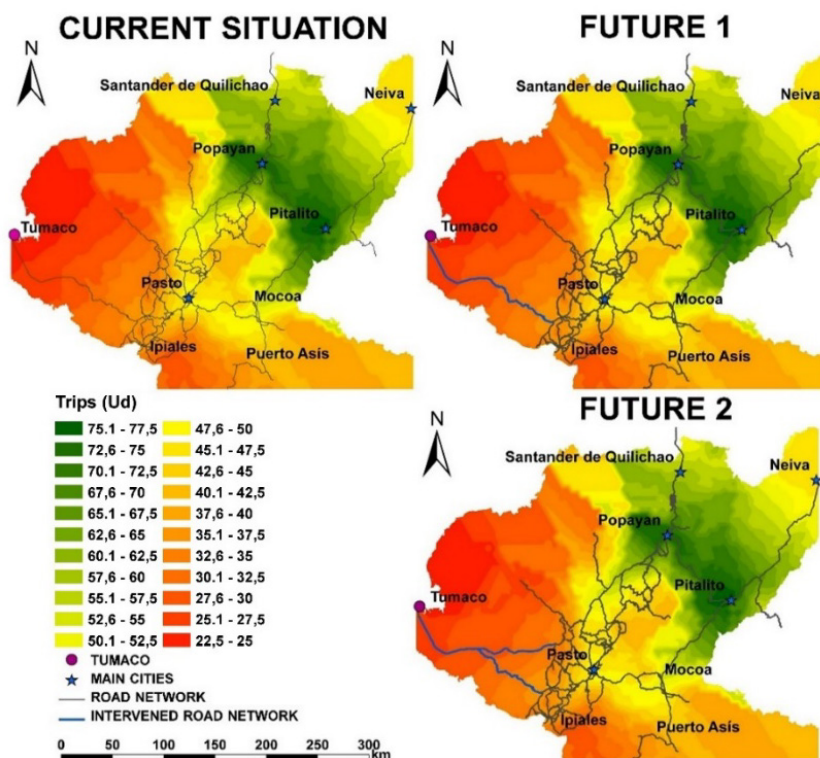 CURRENT SITUATION
N
Santander de Quilichao
Neiva
Popayan
Pitalito
Tumaco
Pasto
Mocoa
Ipiales
Puerto Asís
FUTURE 1
N
Santander de Quilichao
Neiva
Popayan
Pitalito
Tumaco
Pasto
Mocoa
Ipiales
Puerto Asís
Trips (Ud)
75.1 - 77,5
72,6 - 75
70.1 - 72,5
67,6 - 70
65.1 - 67,5
62,6 - 65
60.1 - 62,5
57,6 - 60
55.1 - 57,5
52,6 - 55
50.1 - 52,5
47,6 - 50
45.1 - 47,5
42,6 - 45
40.1 - 42,5
37,6 - 40
35.1 - 37,5
32,6 - 35
30.1 - 32,5
27,6 - 30
25.1 - 27,5
22,5 - 25
TUMACO
MAIN CITIES
ROAD NETWORK
INTERVENED ROAD NETWORK
0 50 100 150 200 250 300
km
FUTURE 2
N
Santander de Quilichao
Neiva
Popayan
Pitalito
Tumaco
Pasto
Mocoa
Ipiales
Puerto Asís